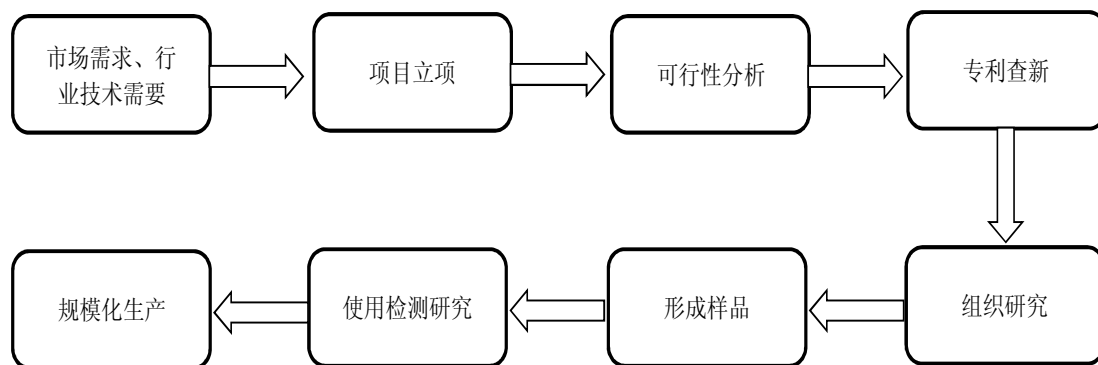 市场需求、行
业技术需要
项目立项
可行性分析
专利查新
组织研究
形成样品
使用检测研究
规模化生产